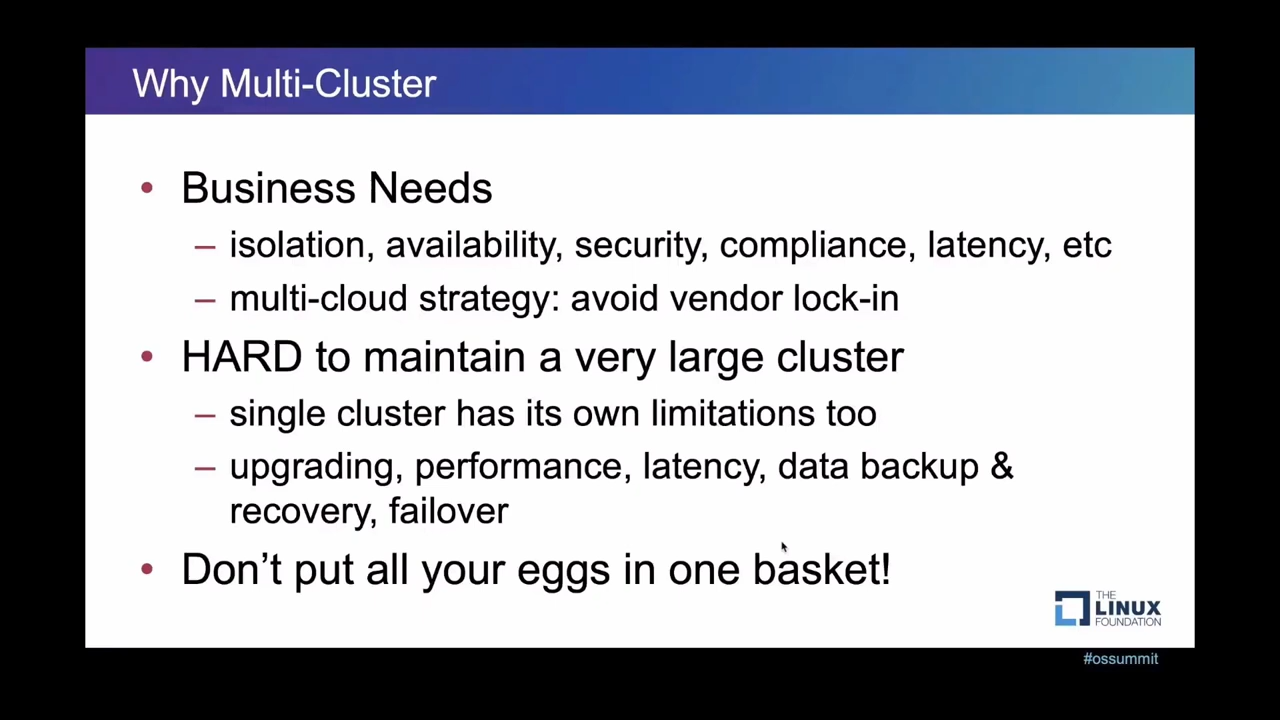 Why Multi-Cluster
• Business Needs
– isolation, availability, security, compliance, latency, etc
– multi-cloud strategy: avoid vendor lock-in
• HARD to maintain a very large cluster
– single cluster has its own limitations too
– upgrading, performance, latency, data backup &
recovery, failover
• Don’t put all your eggs in one basket!
THE
LINUX
FOUNDATION
#ossummit